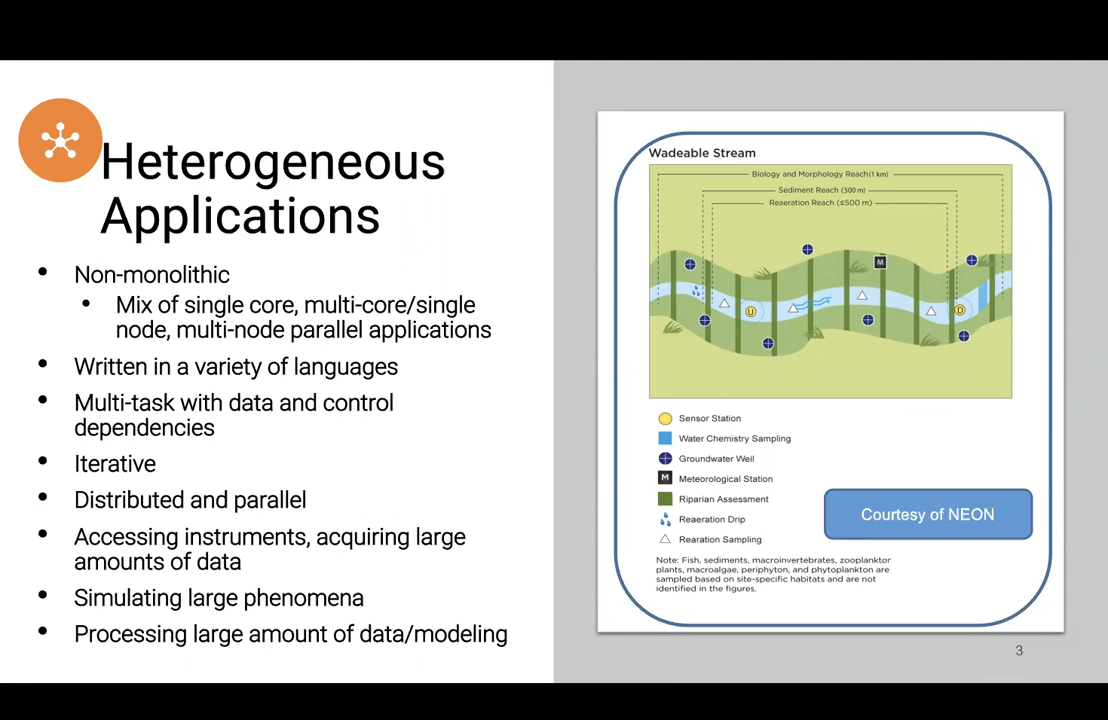 Heterogeneous
Applications
• Non-monolithic
• Mix of single core, multi-core/single
node, multi-node parallel applications
• Written in a variety of languages
• Multi-task with data and control
dependencies
• Iterative
• Distributed and parallel
• Accessing instruments, acquiring large
amounts of data
• Simulating large phenomena
• Processing large amount of data/modeling
Wadeable Stream
Biology and Morphology Reach (1 km)
Sediment Reach (500 m)
Reaeration Reach (≤500 m)
M
U
D
Sensor Station
Water Chemistry Sampling
Groundwater Well
M Meteorological Station
Riparian Assessment
Reaeration Drip
Rearation Sampling
Courtesy of NEON
Note: Fish, sediments, macroinvertebrates, zooplankton
plants, macroalgae, periphyton, and phytoplankton are
sampled based on site-specific habitats and are not
identified in the figures.
3